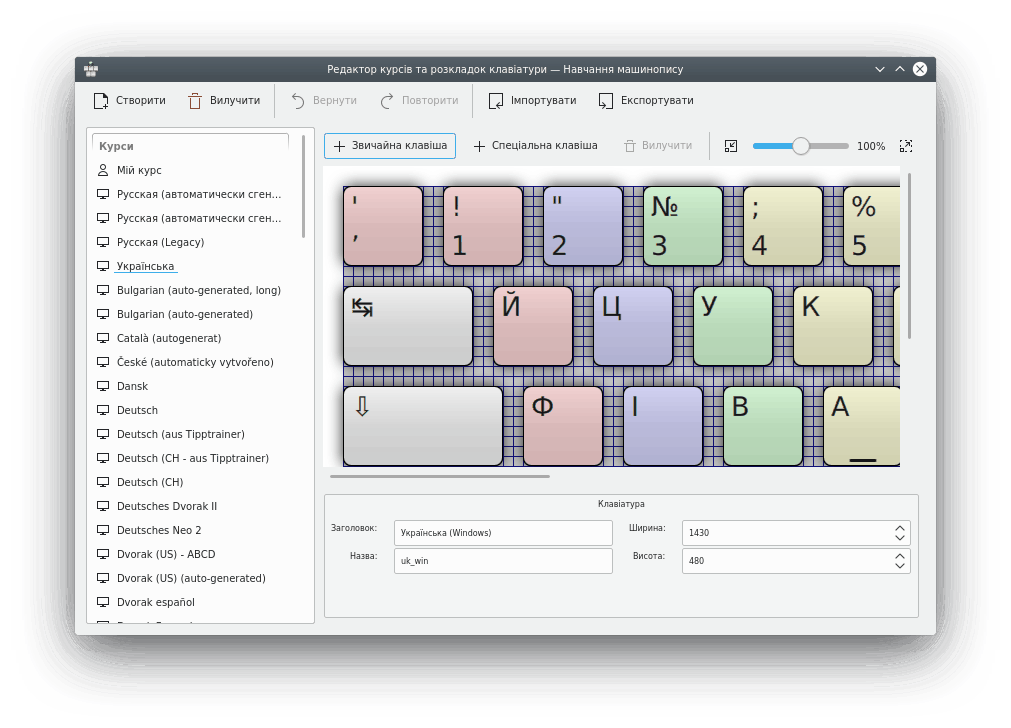 Редактор курсів та розкладок клавіатури — Навчання машинопису
Створити Вилучити Вернути Повторити Імпортувати Експортувати
Курси
Мій курс
Русская (автоматически сген...
Русская (автоматически сген...
Русская (Legacy)
Українська
Bulgarian (auto-generated, long)
Bulgarian (auto-generated)
Català (autogenerat)
České (automaticky vytvořeno)
Dansk
Deutsch
Deutsch (aus Tipptrainer)
Deutsch (CH - aus Tipptrainer)
Deutsch (CH)
Deutsches Dvorak II
Deutsches Neo 2
Dvorak (US) - ABCD
Dvorak (US) (auto-generated)
Dvorak español
Звичайна клавіша Спеціальна клавіша Вилучити 100%
' ! " № ; %
’ 1 2 3 4 5
↹ Й Ц У К
⇩ Ф І В А
Клавіатура
Заголовок: Українська (Windows) Ширина: 1430
Назва: uk_win Висота: 480